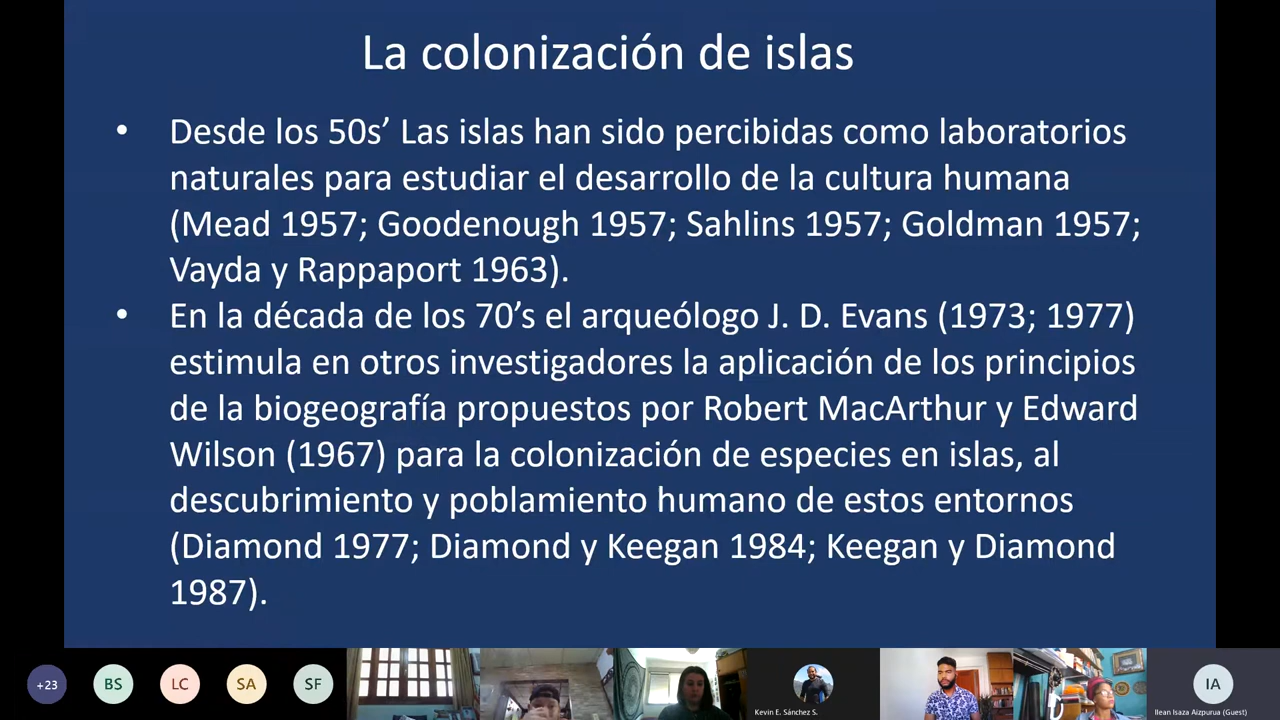 La colonización de islas
• Desde los 50s’ Las islas han sido percibidas como laboratorios
naturales para estudiar el desarrollo de la cultura humana
(Mead 1957; Goodenough 1957; Sahlins 1957; Goldman 1957;
Vayda y Rappaport 1963).
• En la década de los 70’s el arqueólogo J. D. Evans (1973; 1977)
estimula en otros investigadores la aplicación de los principios
de la biogeografía propuestos por Robert MacArthur y Edward
Wilson (1967) para la colonización de especies en islas, al
descubrimiento y poblamiento humano de estos entornos
(Diamond 1977; Diamond y Keegan 1984; Keegan y Diamond
1987).
+23 BS LC SA SF IA
Kevin E. Sánchez S. Ilean Isaza Aizpurua (Guest)